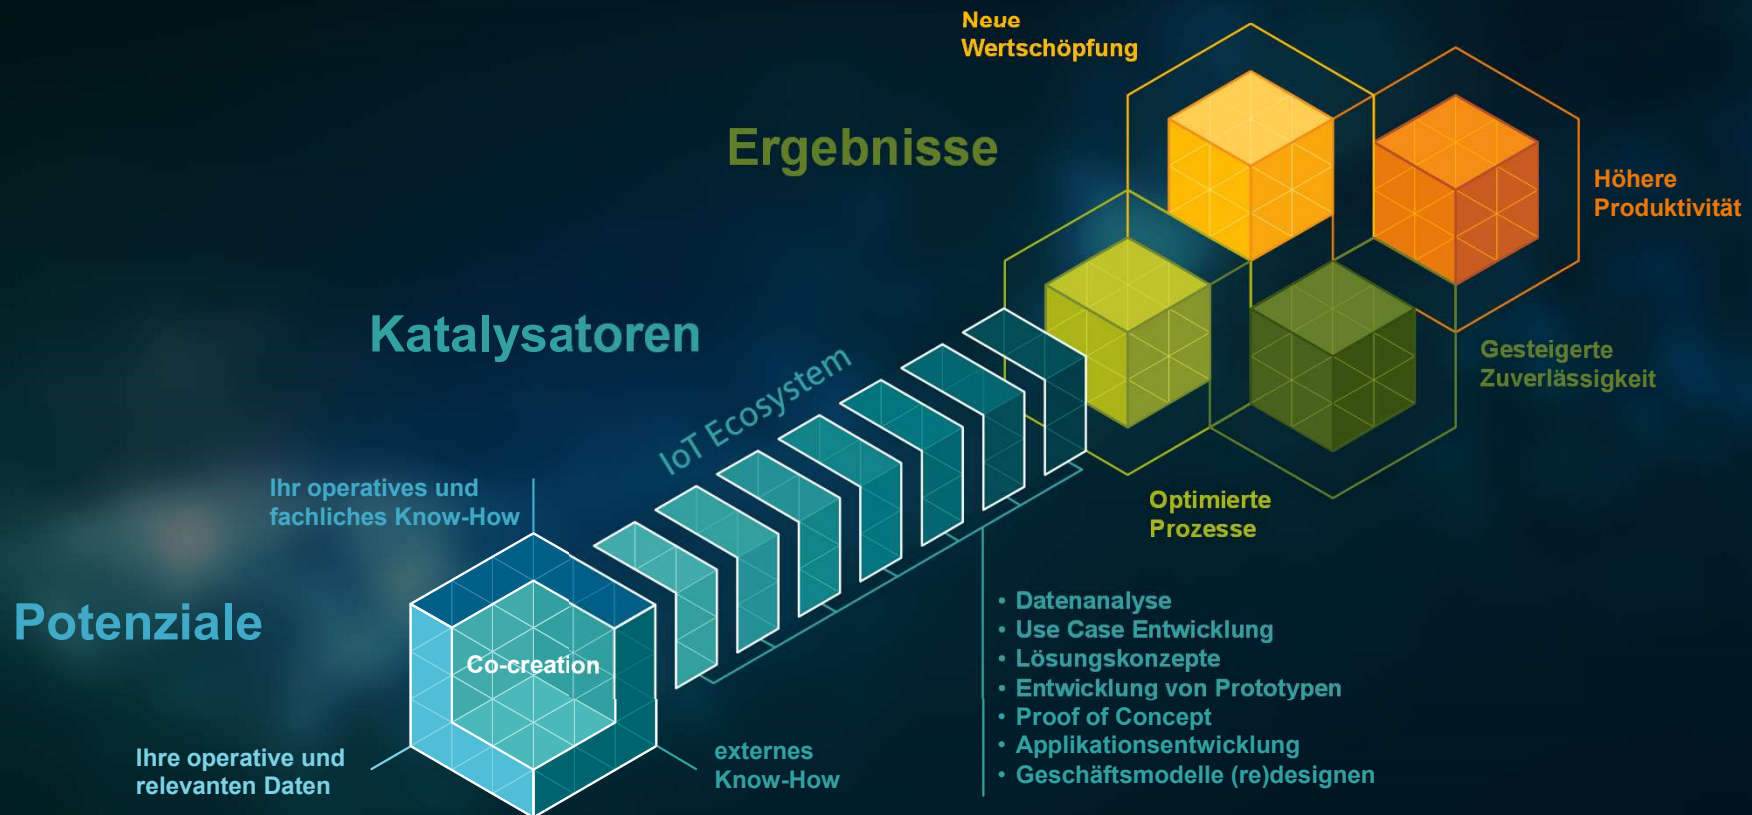 Neue
Wertschöpfung
Ergebnisse
Höhere
Produktivität
Katalysatoren
IoT Ecosystem
Gesteigerte
Zuverlässigkeit
Ihr operatives und
fachliches Know-How
Optimierte
Prozesse
Potenziale
Co-creation
• Datenanalyse
• Use Case Entwicklung
• Lösungskonzepte
• Entwicklung von Prototypen
• Proof of Concept
• Applikationsentwicklung
• Geschäftsmodelle (re)designen
Ihre operative und
relevanten Daten
externes
Know-How